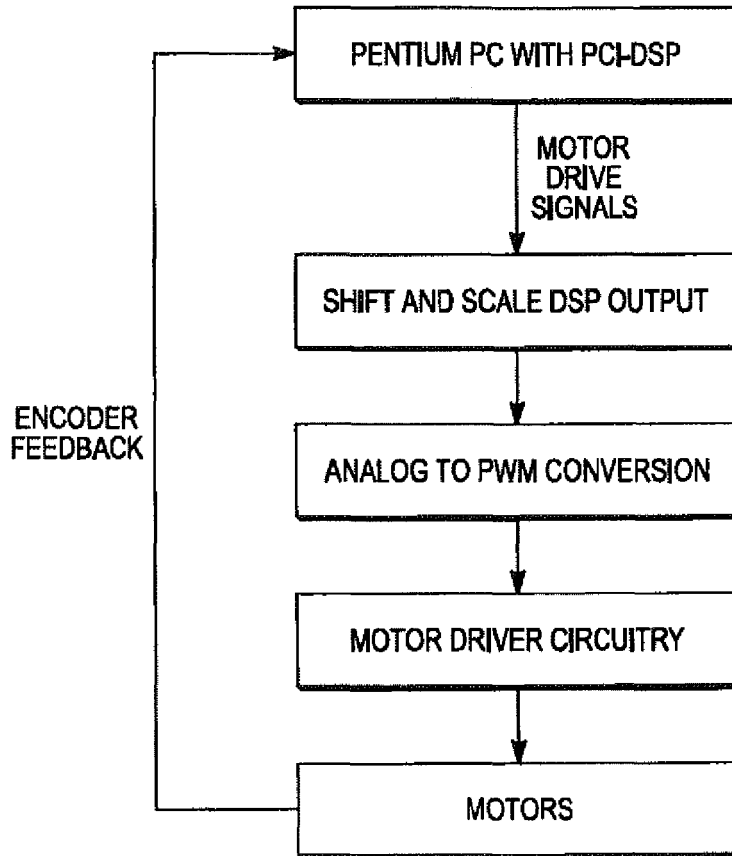 PENTIUM PC WITH PCI-DSP
MOTOR
DRIVE
SIGNALS
SHIFT AND SCALE DSP OUTPUT
ENCODER
FEEDBACK
ANALOG TO PWM CONVERSION
MOTOR DRIVER CIRCUITRY
MOTORS